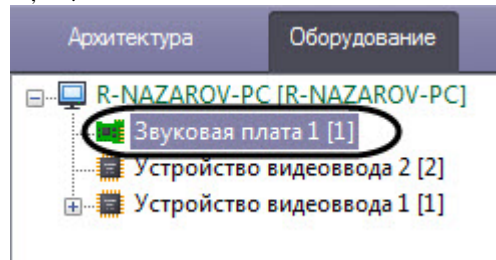 Архитектура Оборудование
R-NAZAROV-PC [R-NAZAROV-PC]
Звуковая плата 1 [1]
Устройство видеоввода 2 [2]
Устройство видеоввода 1 [1]